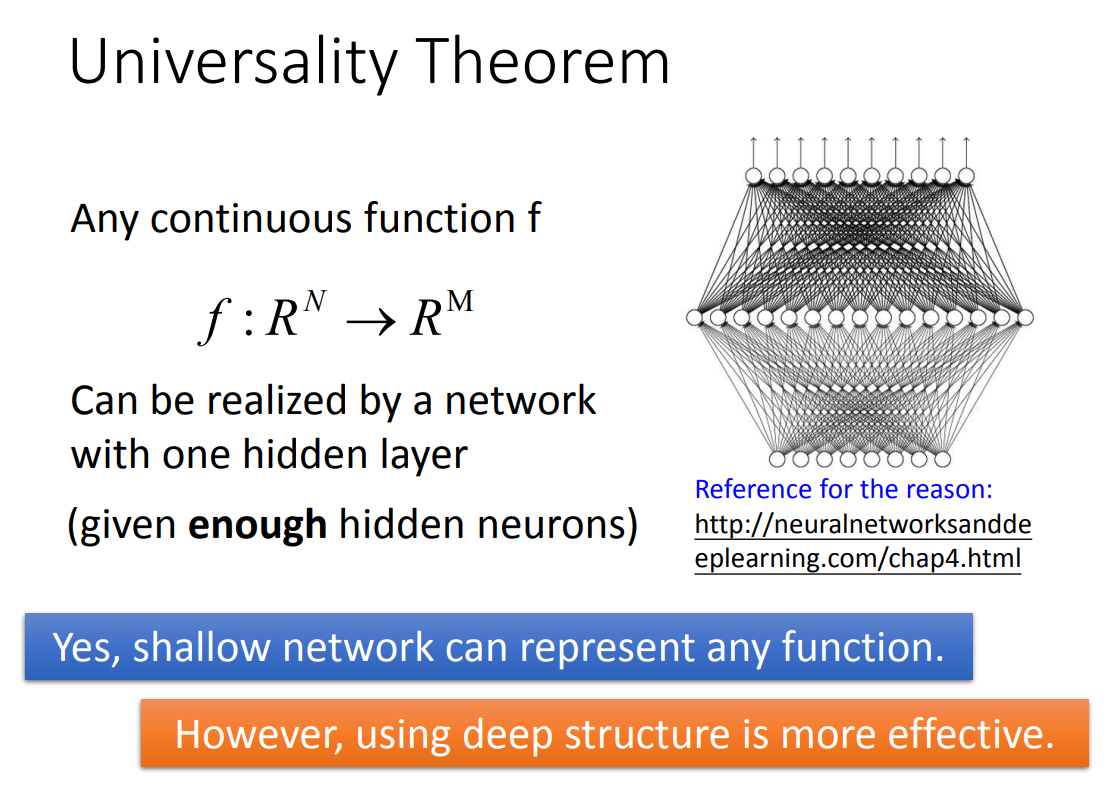 Universality Theorem
Any continuous function f
f : R^N → R^M
Can be realized by a network
with one hidden layer
(given enough hidden neurons)
Reference for the reason:
http://neuralnetworksandde
eplearning.com/chap4.html
Yes, shallow network can represent any function.
However, using deep structure is more effective.